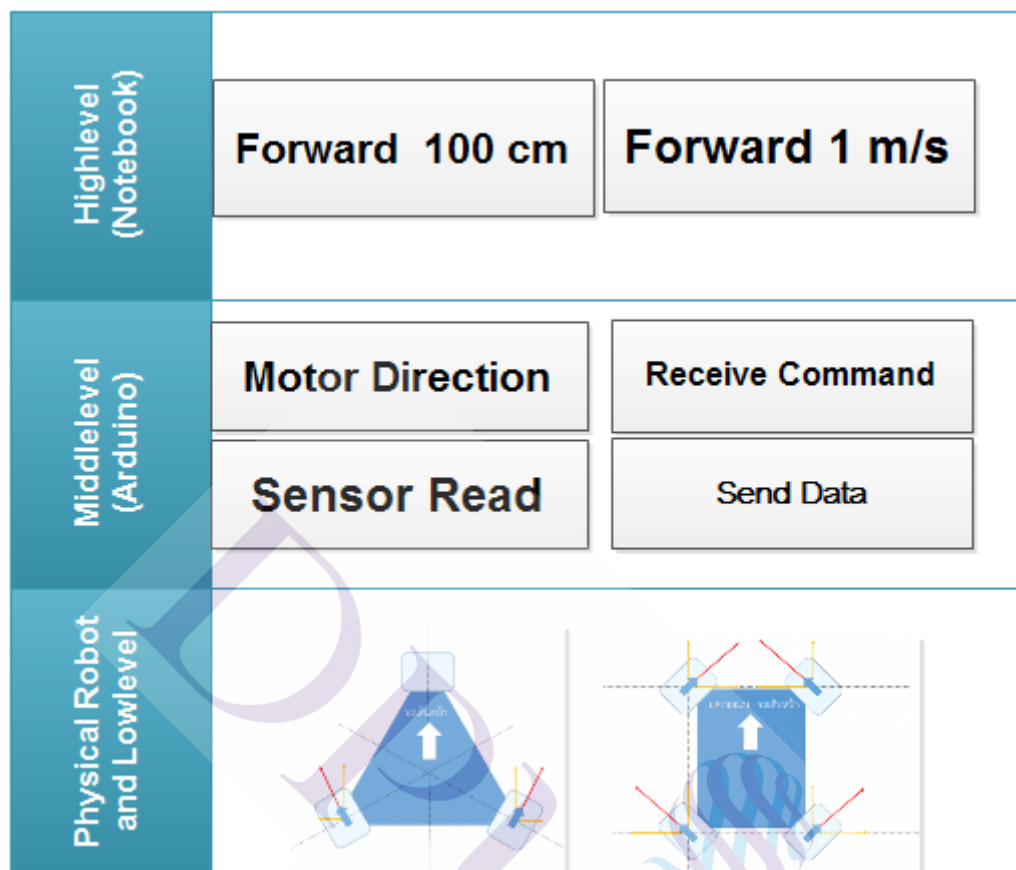 Highlevel
(Notebook)
Forward 100 cm
Forward 1 m/s
Middlelevel
(Arduino)
Motor Direction
Receive Command
Sensor Read
Send Data
Physical Robot
and Lowlevel